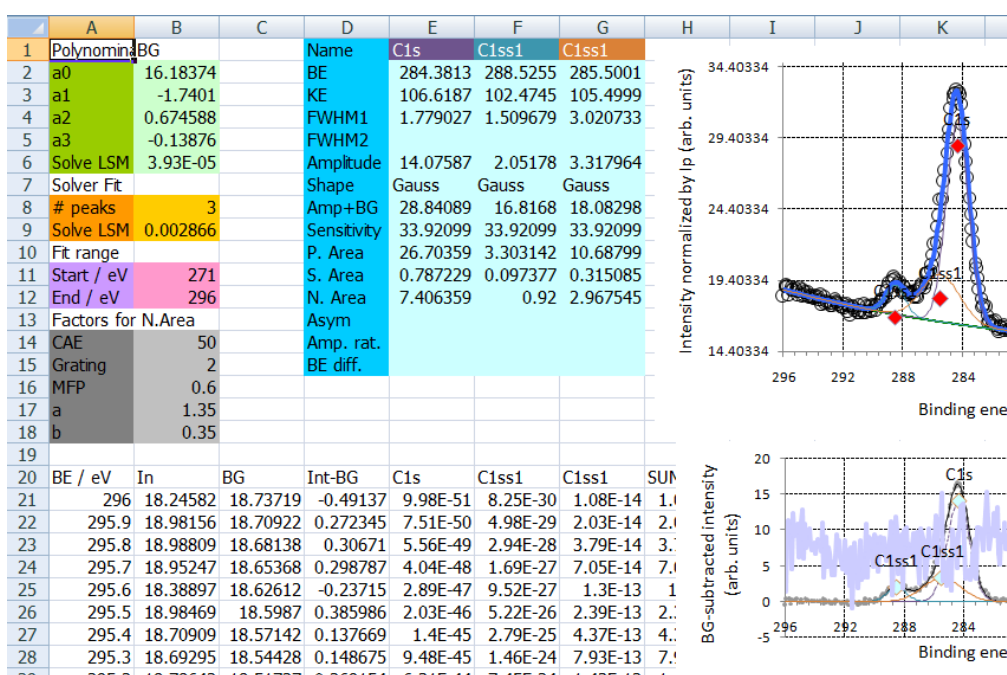 A B C D E F G H I J K
1 Polynomina BG Name C1s C1ss1 C1ss1
2 a0 16.18374 BE 284.3813 288.5255 285.5001
3 a1 -1.7401 KE 106.6187 102.4745 105.4999
4 a2 0.674588 FWHM1 1.779027 1.509679 3.020733
5 a3 -0.13876 FWHM2
6 Solve LSM 3.93E-05 Amplitude 14.07587 2.05178 3.317964
7 Solver Fit Shape Gauss Gauss Gauss
8 # peaks 3 Amp+BG 28.84089 16.8168 18.08298
9 Solve LSM 0.002866 Sensitivity 33.92099 33.92099 33.92099
10 Fit range P. Area 26.70359 3.303142 10.68799
11 Start / eV 271 S. Area 0.787229 0.097377 0.315085
12 End / eV 296 N. Area 7.406359 0.92 2.967545
13 Factors for N.Area Asym
14 CAE 50 Amp. rat.
15 Grating 2 BE diff.
16 MFP 0.6
17 a 1.35
18 b 0.35
19
20 BE / eV In BG Int-BG C1s C1ss1 C1ss1 SUM
21 296 18.24582 18.73719 -0.49137 9.98E-51 8.25E-30 1.08E-14
22 295.9 18.98156 18.70922 0.272345 7.51E-50 4.98E-29 2.03E-14
23 295.8 18.98809 18.68138 0.30671 5.56E-49 2.94E-28 3.79E-14
24 295.7 18.95247 18.65368 0.298787 4.04E-48 1.69E-27 7.05E-14
25 295.6 18.38897 18.62612 -0.23715 2.89E-47 9.52E-27 1.3E-13
26 295.5 18.98469 18.5987 0.385986 2.03E-46 5.22E-26 2.39E-13
27 295.4 18.70909 18.57142 0.137669 1.4E-45 2.79E-25 4.37E-13
28 295.3 18.69295 18.54428 0.148675 9.48E-45 1.46E-24 7.93E-13
Intensity normalized by Ip (arb. units)
34.40334
29.40334
24.40334
19.40334
14.40334
C1s
C1ss1
296 292 288 284
Binding ene
BG-subtracted intensity
(arb. units)
20
15
10
5
0
-5
C1s
C1ss1 C1ss1
296 292 288 284
Binding ene